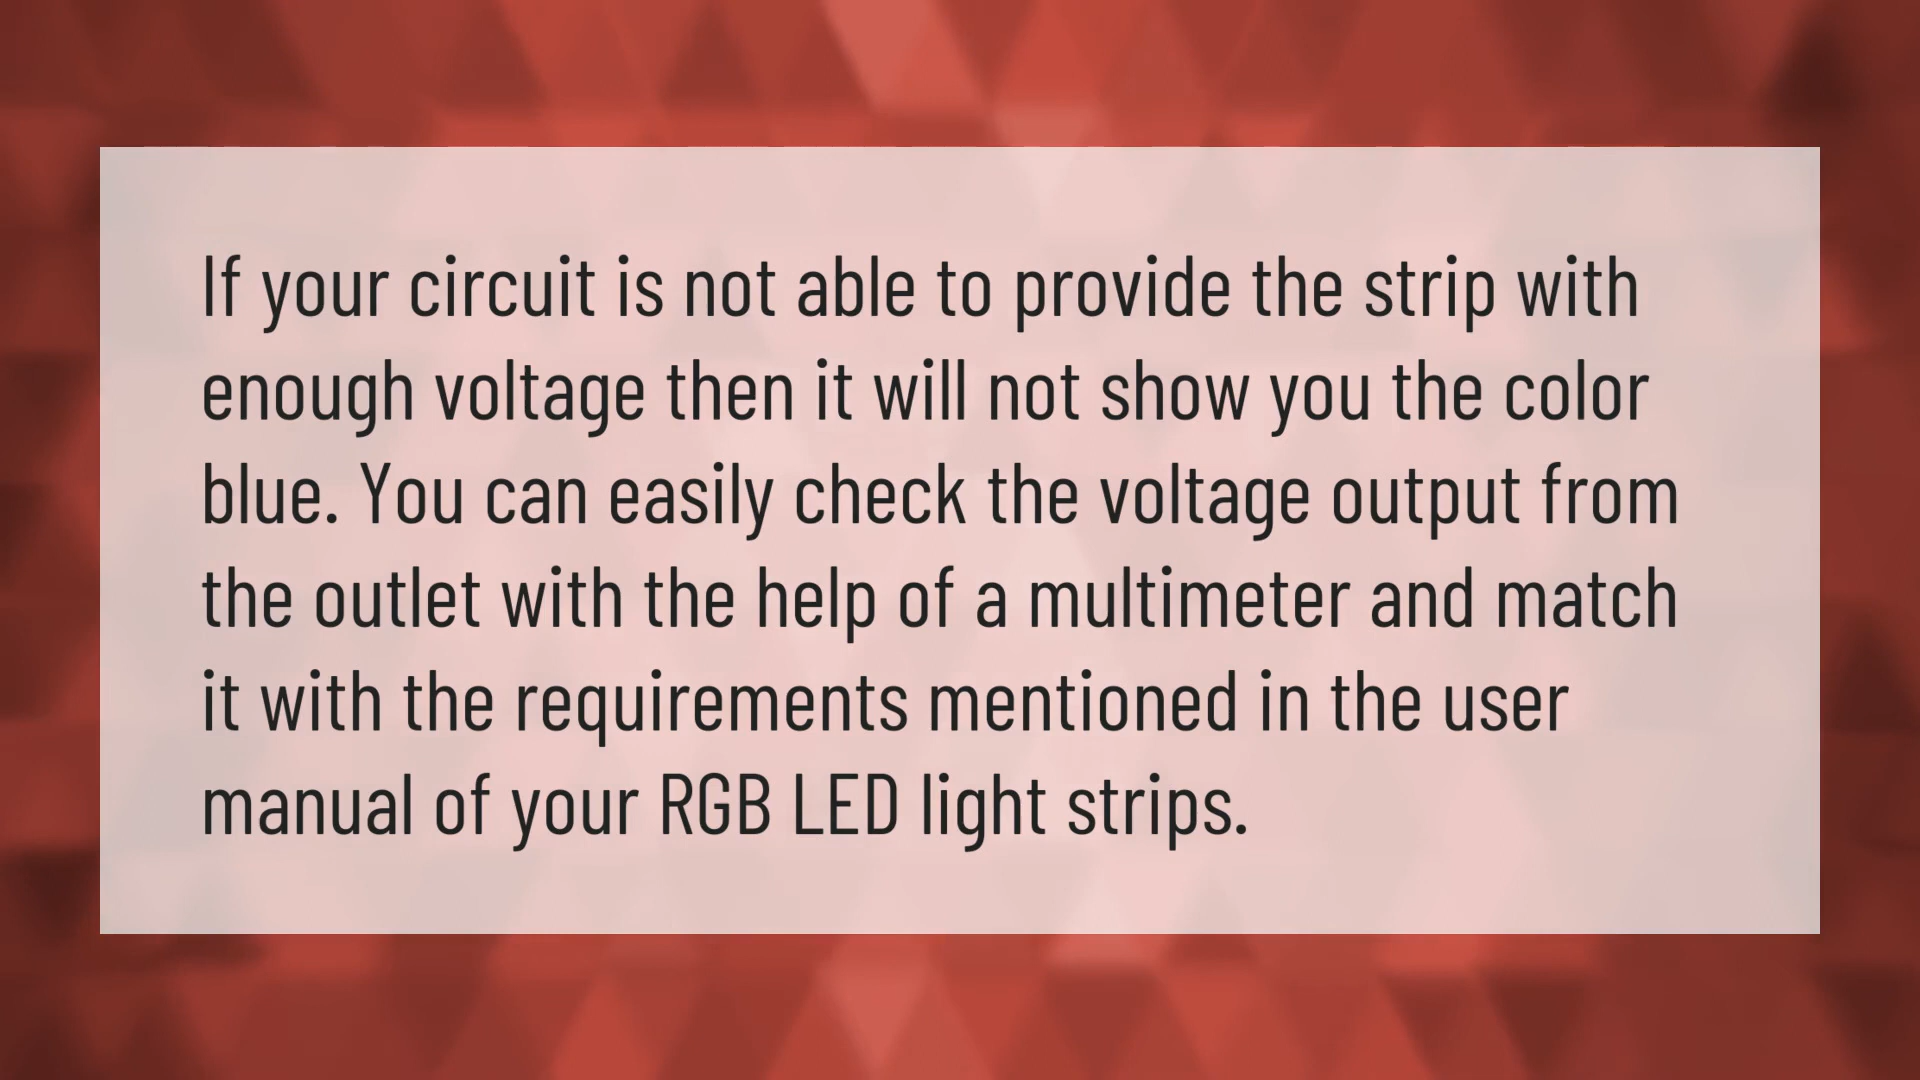 If your circuit is not able to provide the strip with
enough voltage then it will not show you the color
blue. You can easily check the voltage output from
the outlet with the help of a multimeter and match
it with the requirements mentioned in the user
manual of your RGB LED light strips.